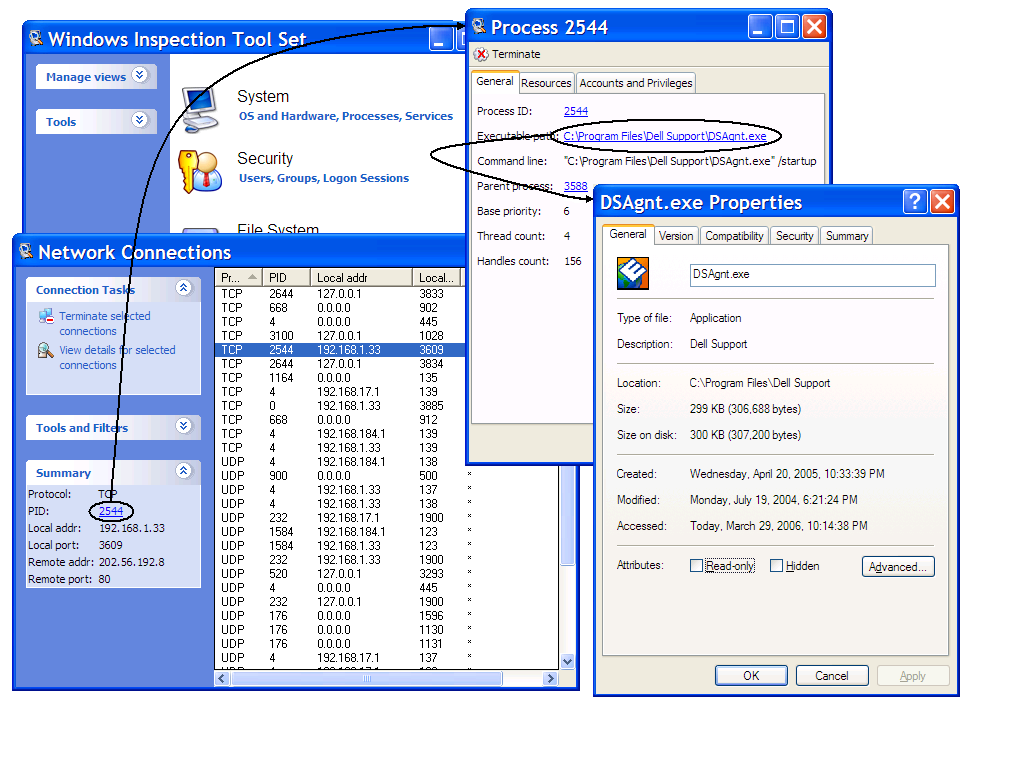 Windows Inspection Tool Set
Manage views
Tools
System
OS and Hardware, Processes, Services
Security
Users, Groups, Logon Sessions
File System
Process 2544
Terminate
General Resources Accounts and Privileges
Process ID: 2544
Executable path: C:\Program Files\Dell Support\DSAgnt.exe
Command line: "C:\Program Files\Dell Support\DSAgnt.exe" /startup
Parent process: 3588
Base priority: 6
Thread count: 4
Handles count: 156
Network Connections
Connection Tasks
Terminate selected
connections
View details for selected
connections
Tools and Filters
Summary
Protocol: TCP
PID: 2544
Local addr: 192.168.1.33
Local port: 3609
Remote addr: 202.56.192.8
Remote port: 80
Pr... PID Local addr Local...
TCP 2644 127.0.0.1 3833
TCP 668 0.0.0.0 902
TCP 4 0.0.0.0 445
TCP 3100 127.0.0.1 1028
TCP 2544 192.168.1.33 3609
TCP 2644 127.0.0.1 3834
TCP 1164 0.0.0.0 135
TCP 4 192.168.17.1 139
TCP 0 192.168.1.33 3885
TCP 668 0.0.0.0 912
TCP 4 192.168.184.1 139
TCP 4 192.168.1.33 139
UDP 4 192.168.184.1 138
UDP 900 0.0.0.0 500 *
UDP 4 192.168.1.33 137 *
UDP 4 192.168.1.33 138 *
UDP 232 192.168.17.1 1900 *
UDP 1584 192.168.184.1 123 *
UDP 1584 192.168.1.33 123 *
UDP 232 192.168.1.33 1900 *
UDP 520 127.0.0.1 3293 *
UDP 4 0.0.0.0 445 *
UDP 232 127.0.0.1 1900 *
UDP 176 0.0.0.0 1596 *
UDP 176 0.0.0.0 1130 *
UDP 176 0.0.0.0 1131 *
UDP 4 192.168.17.1 137 *
DSAgnt.exe Properties
General Version Compatibility Security Summary
DSAgnt.exe
Type of file: Application
Description: Dell Support
Location: C:\Program Files\Dell Support
Size: 299 KB (306,688 bytes)
Size on disk: 300 KB (307,200 bytes)
Created: Wednesday, April 20, 2005, 10:33:39 PM
Modified: Monday, July 19, 2004, 6:21:24 PM
Accessed: Today, March 29, 2006, 10:14:38 PM
Attributes: Read-only Hidden Advanced...
OK Cancel Apply